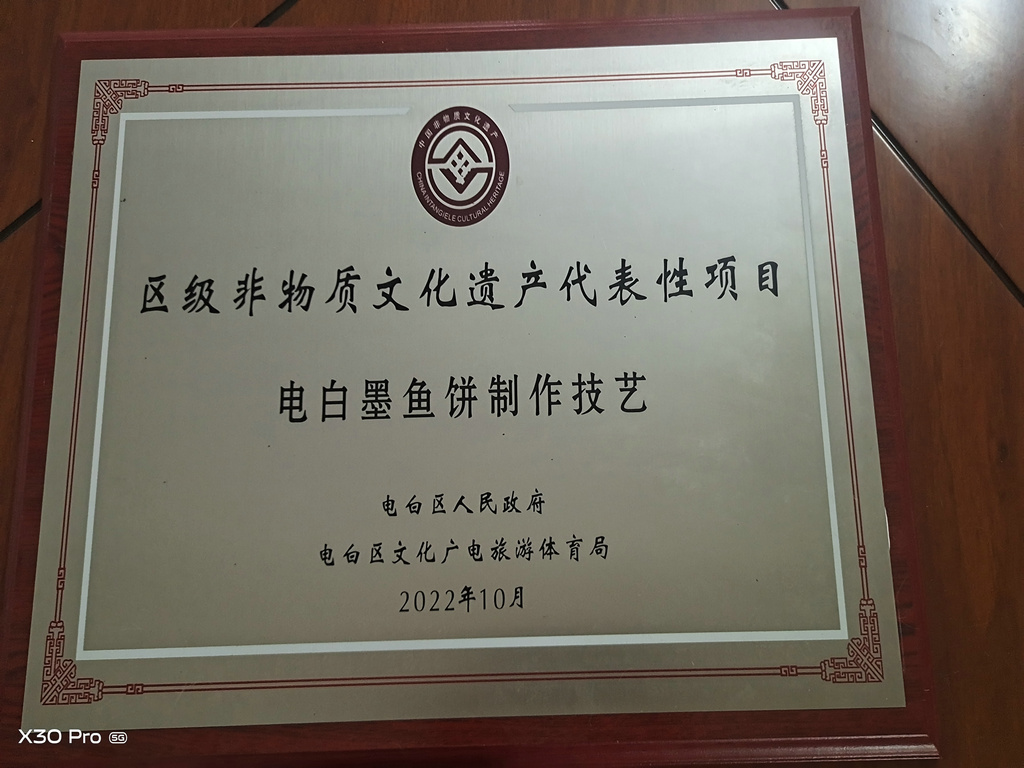 中国非物质文化遗产
CHINA INTANGIELE CULTURAL HERITAGE
区级非物质文化遗产代表性项目
电白墨鱼饼制作技艺
电白区人民政府
电白区文化广电旅游体育局
2022年10月
X30 Pro 5G